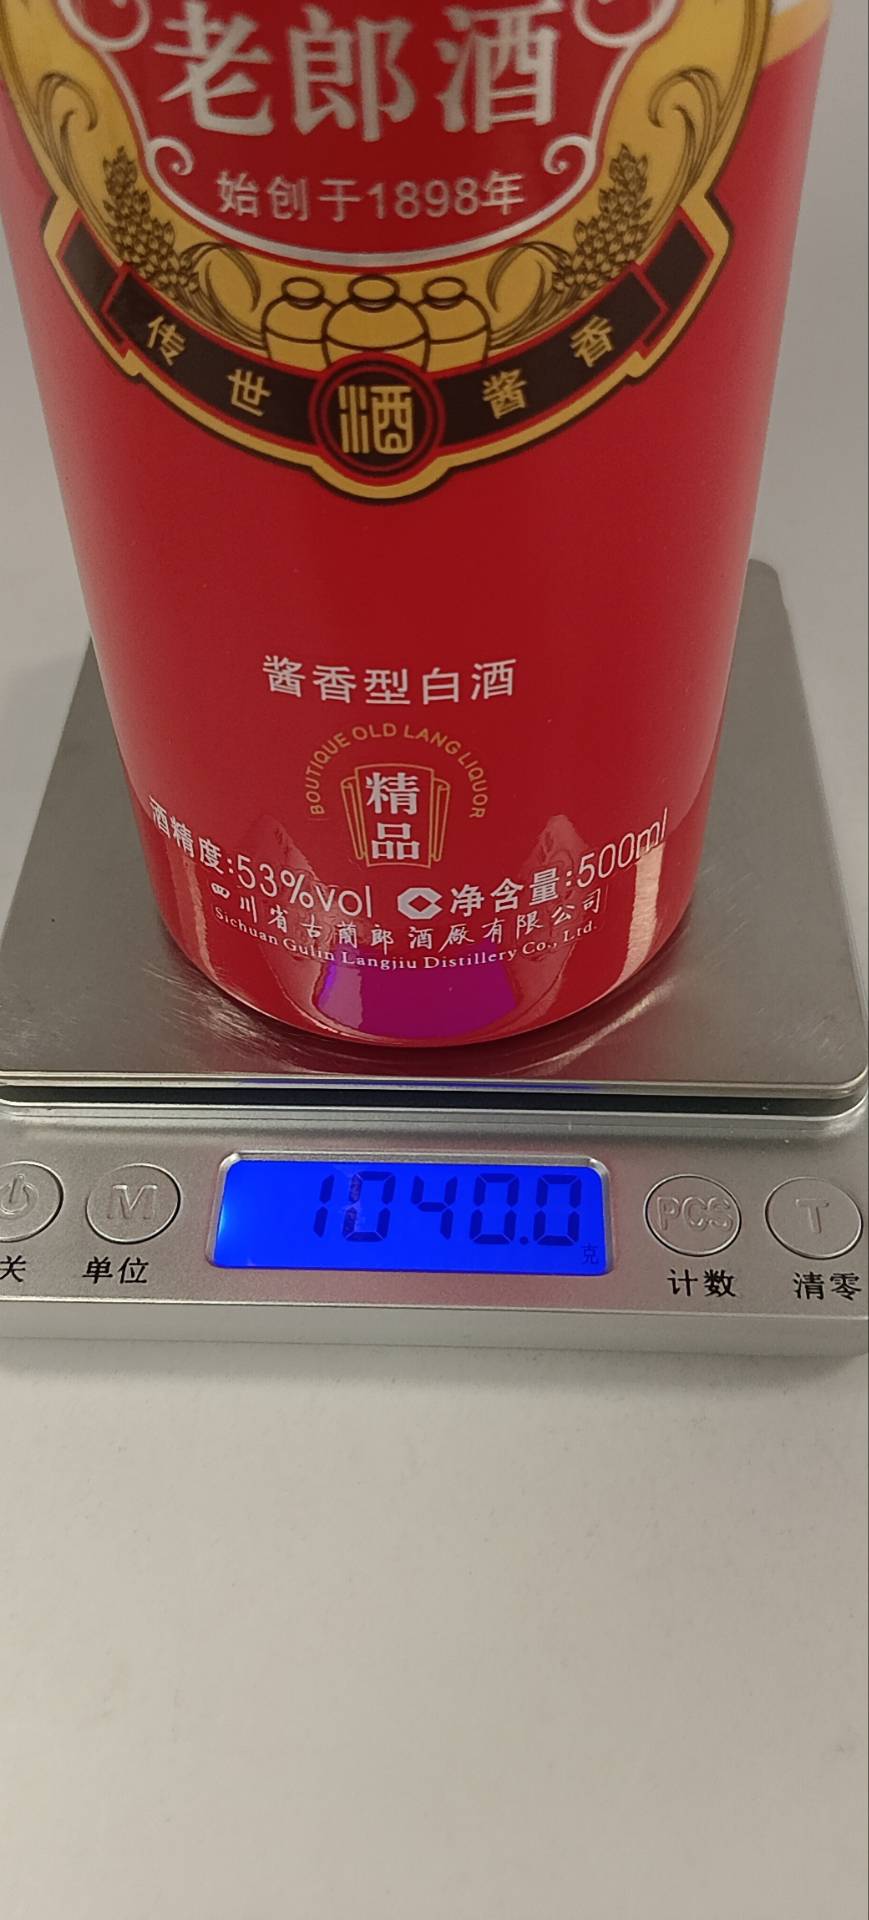 老郎酒
始创于1898年
传世酱香
酒
酱香型白酒
BOUTIQUE OLD LANG LIQUOR
精品
酒精度:53%vol 净含量:500ml
四川省古蔺郎酒廠有限公司
Sichuan Gulin Langjiu Distillery Co., Ltd.
1040.0
克
M PCS T
关 单位 计数 清零